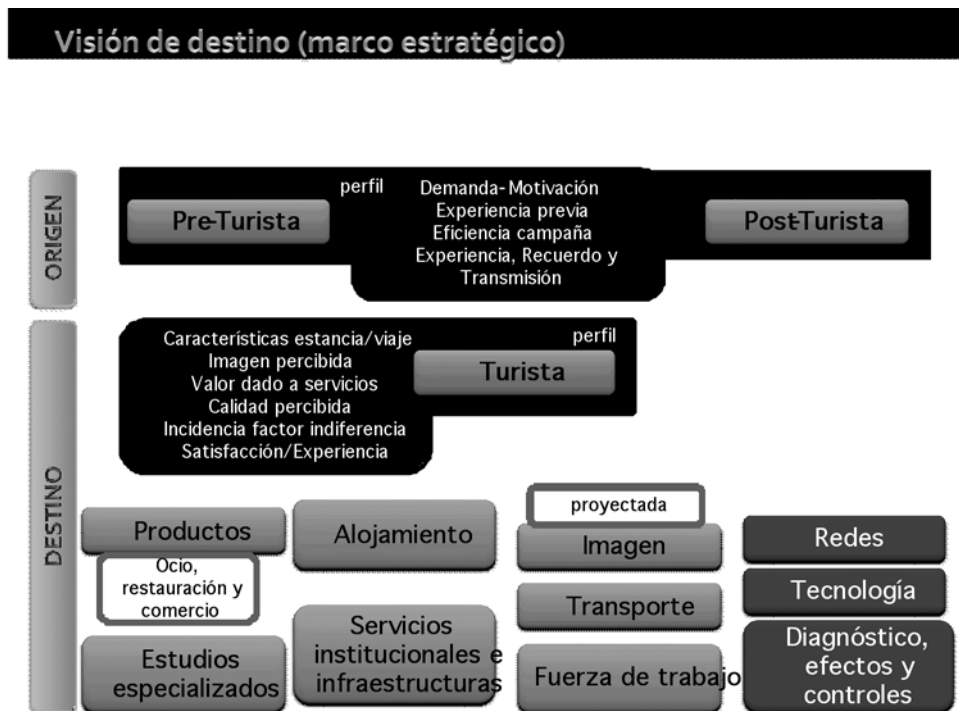 Visión de destino (marco estratégico)
ORIGEN
Pre-Turista
perfil
Demanda-Motivación
Experiencia previa
Eficiencia campaña
Experiencia, Recuerdo y
Transmisión
Post-Turista
DESTINO
Características estancia/viaje
Imagen percibida
Valor dado a servicios
Calidad percibida
Incidencia factor indiferencia
Satisfacción/Experiencia
perfil
Turista
Productos
Ocio,
restauración y
comercio
Estudios
especializados
Alojamiento
Servicios
institucionales e
infraestructuras
proyectada
Imagen
Transporte
Fuerza de trabajo
Redes
Tecnología
Diagnóstico,
efectos y
controles